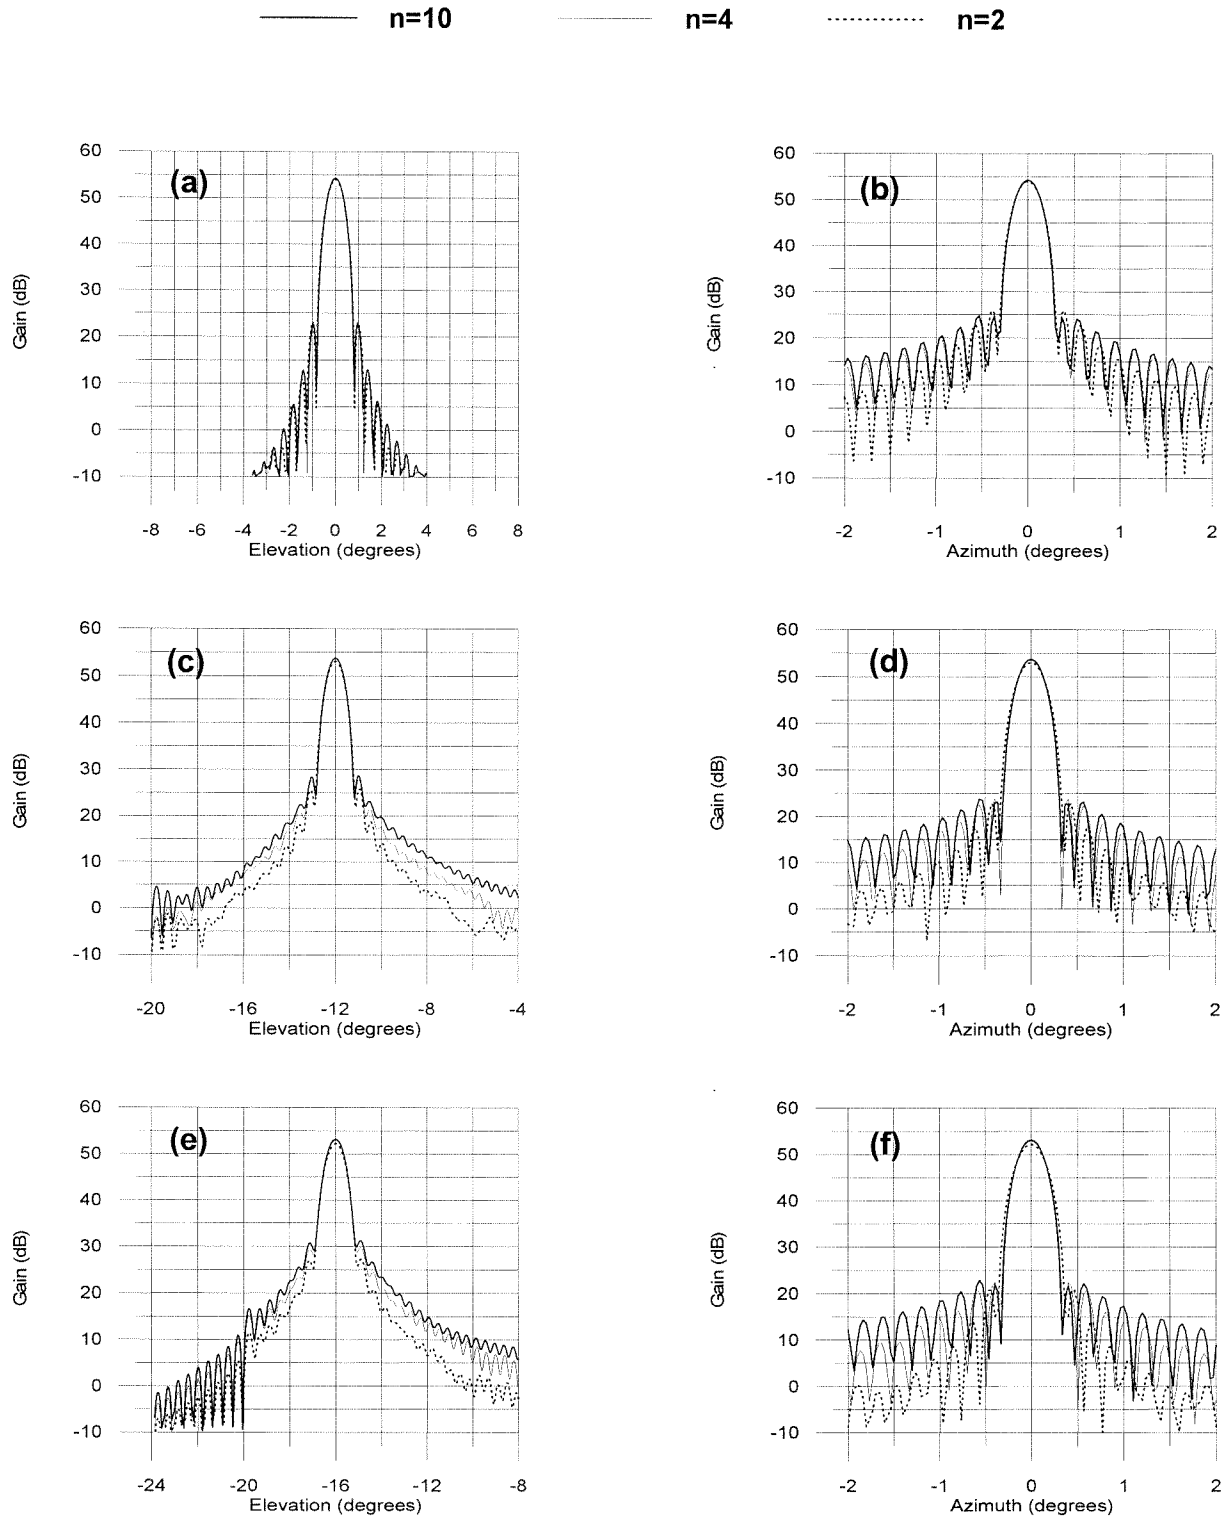 n=10 n=4 n=2
(a)
Gain (dB)
60
50
40
30
20
10
0
-10
-8 -6 -4 -2 0 2 4 6 8
Elevation (degrees)
(b)
Gain (dB)
60
50
40
30
20
10
0
-10
-2 -1 0 1 2
Azimuth (degrees)
(c)
Gain (dB)
60
50
40
30
20
10
0
-10
-20 -16 -12 -8 -4
Elevation (degrees)
(d)
Gain (dB)
60
50
40
30
20
10
0
-10
-2 -1 0 1 2
Azimuth (degrees)
(e)
Gain (dB)
60
50
40
30
20
10
0
-10
-24 -20 -16 -12 -8
Elevation (degrees)
(f)
Gain (dB)
60
50
40
30
20
10
0
-10
-2 -1 0 1 2
Azimuth (degrees)